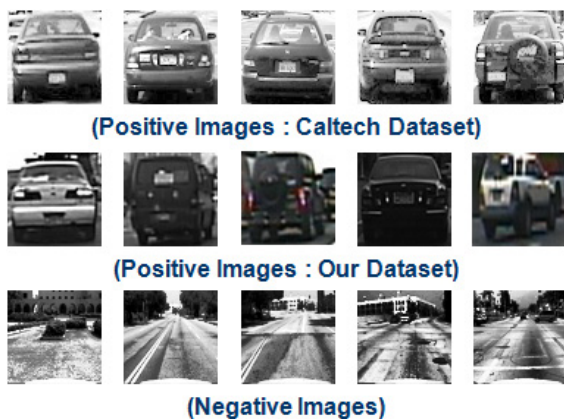 (Positive Images : Caltech Dataset)
(Positive Images : Our Dataset)
(Negative Images)